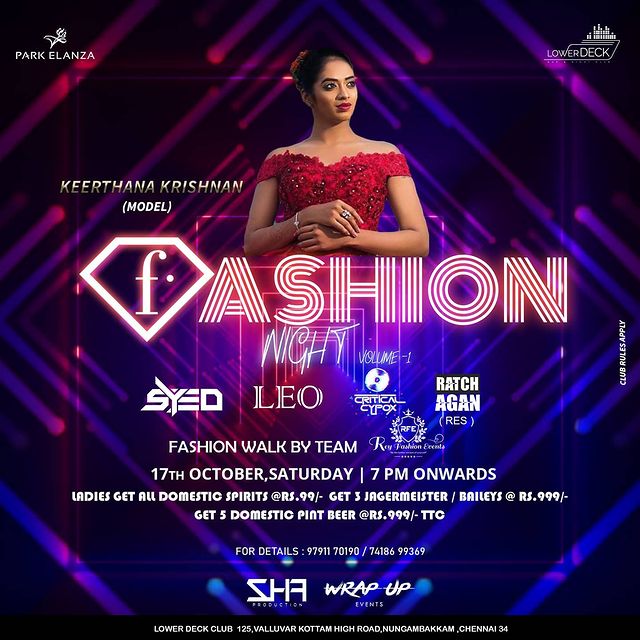 PARK ELANZA
LOWERDECK
KEERTHANA KRISHNAN
(MODEL)
fASHION
NIGHT VOLUME -1
CLUB RULES APPLY
SYED
LEO
CRITICAL
CYPOX
RATCH
AGAN
( RES )
RFE
Rey Fashion Events
FASHION WALK BY TEAM
17TH OCTOBER,SATURDAY | 7 PM ONWARDS
LADIES GET ALL DOMESTIC SPIRITS @RS.99/- GET 3 JAGERMEISTER / BAILEYS @ RS.999/-
GET 5 DOMESTIC PINT BEER @RS.999/- TTC
FOR DETAILS : 97911 70190 / 74186 99369
SHA
PRODUCTION
WRAP UP
EVENTS
LOWER DECK CLUB 125,VALLUVAR KOTTAM HIGH ROAD,NUNGAMBAKKAM ,CHENNAI 34